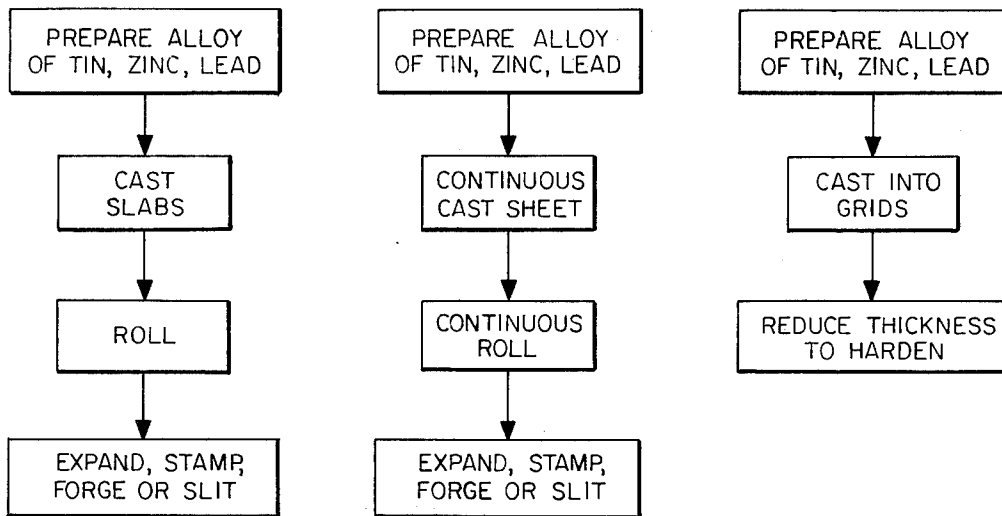 PREPARE ALLOY
OF TIN, ZINC, LEAD
CAST
SLABS
ROLL
EXPAND, STAMP,
FORGE OR SLIT
PREPARE ALLOY
OF TIN, ZINC, LEAD
CONTINUOUS
CAST SHEET
CONTINUOUS
ROLL
EXPAND, STAMP,
FORGE OR SLIT
PREPARE ALLOY
OF TIN, ZINC, LEAD
CAST INTO
GRIDS
REDUCE THICKNESS
TO HARDEN